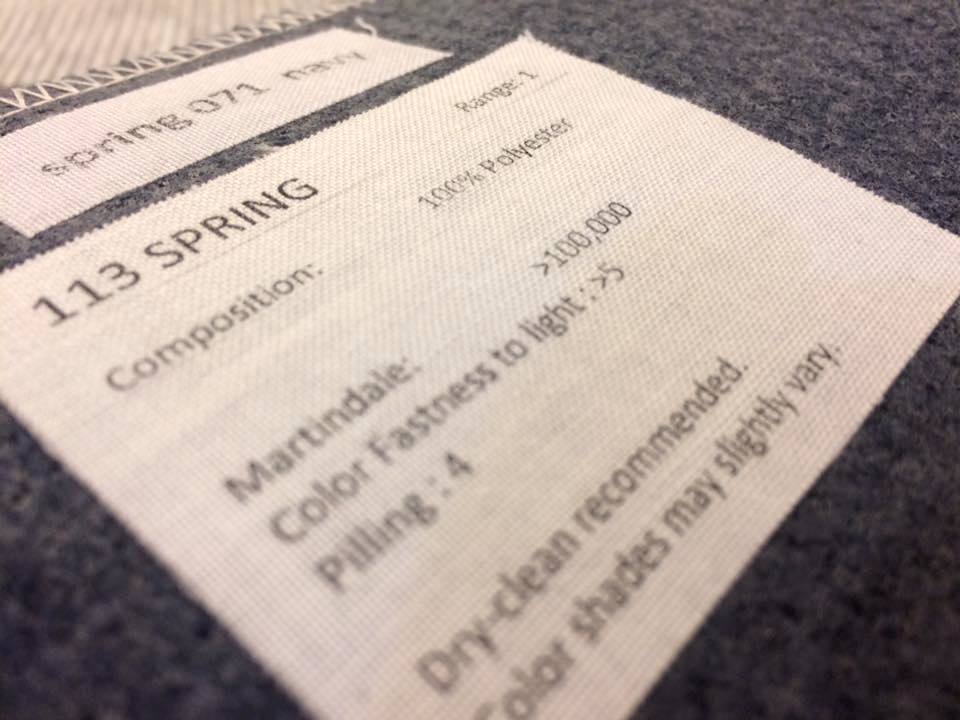 spring 071 navy
113 SPRING
Range: 1
Composition: 100% Polyester
Martindale: >100,000
Color Fastness to light : >5
Pilling : 4
Dry-clean recommended.
Color shades may slightly vary.